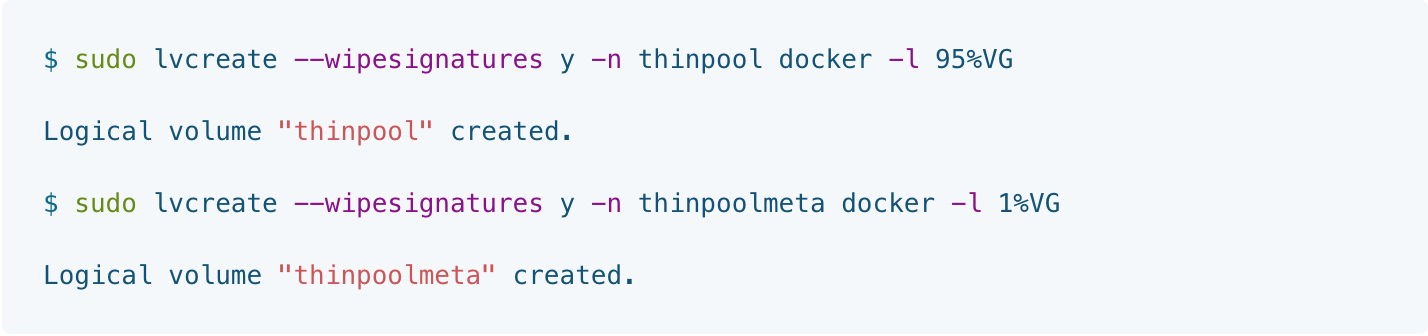 $ sudo lvcreate --wipesignatures y -n thinpool docker -l 95%VG
Logical volume "thinpool" created.
$ sudo lvcreate --wipesignatures y -n thinpoolmeta docker -l 1%VG
Logical volume "thinpoolmeta" created.